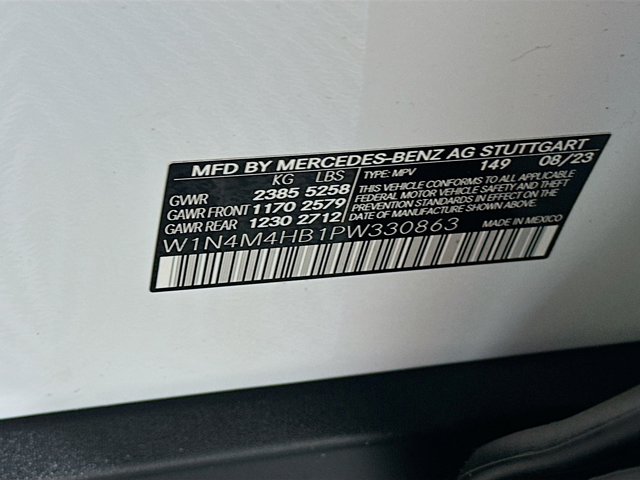 MFD BY MERCEDES-BENZ AG STUTTGART
KG LBS
GVWR 2385 5258
GAWR FRONT 1170 2579
GAWR REAR 1230 2712
TYPE: MPV 149 08/23
THIS VEHICLE CONFORMS TO ALL APPLICABLE
FEDERAL MOTOR VEHICLE SAFETY AND THEFT
PREVENTION STANDARDS IN EFFECT ON THE
DATE OF MANUFACTURE SHOWN ABOVE.
W1N4M4HB1PW330863
MADE IN MEXICO